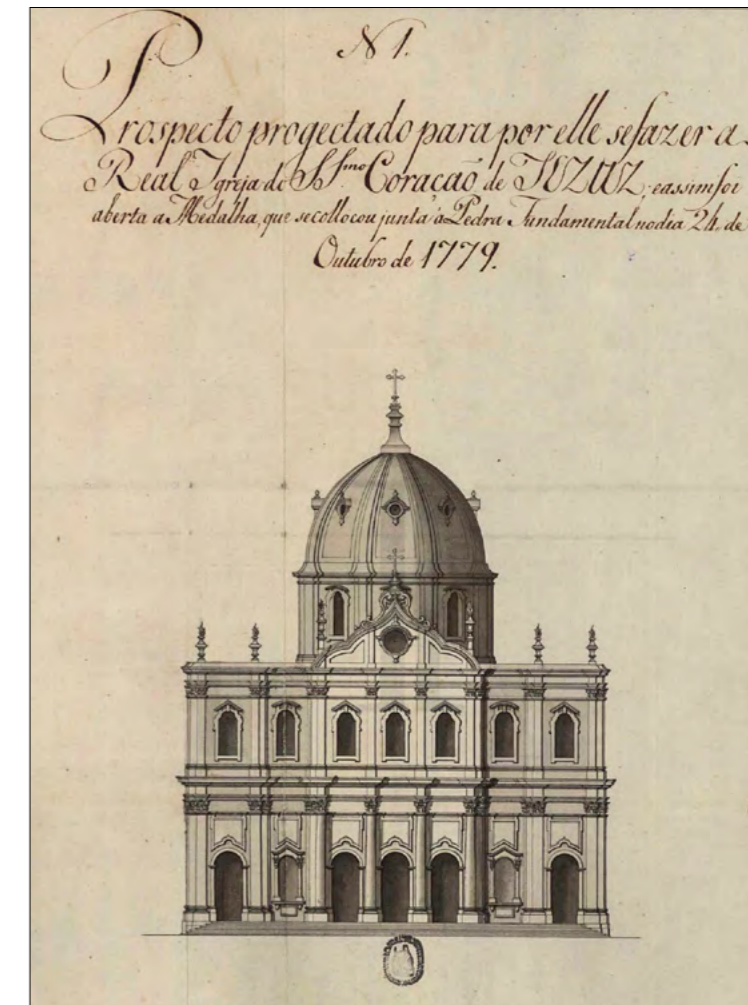 N 1.
Prospecto progectado para por elle se fazer a
Real Igreja do SS.mo Coração de JEZUZ, e assim foi
aberta a Medalha, que se collocou junta á Pedra Fundamental no dia 24 de
Outubro de 1779.